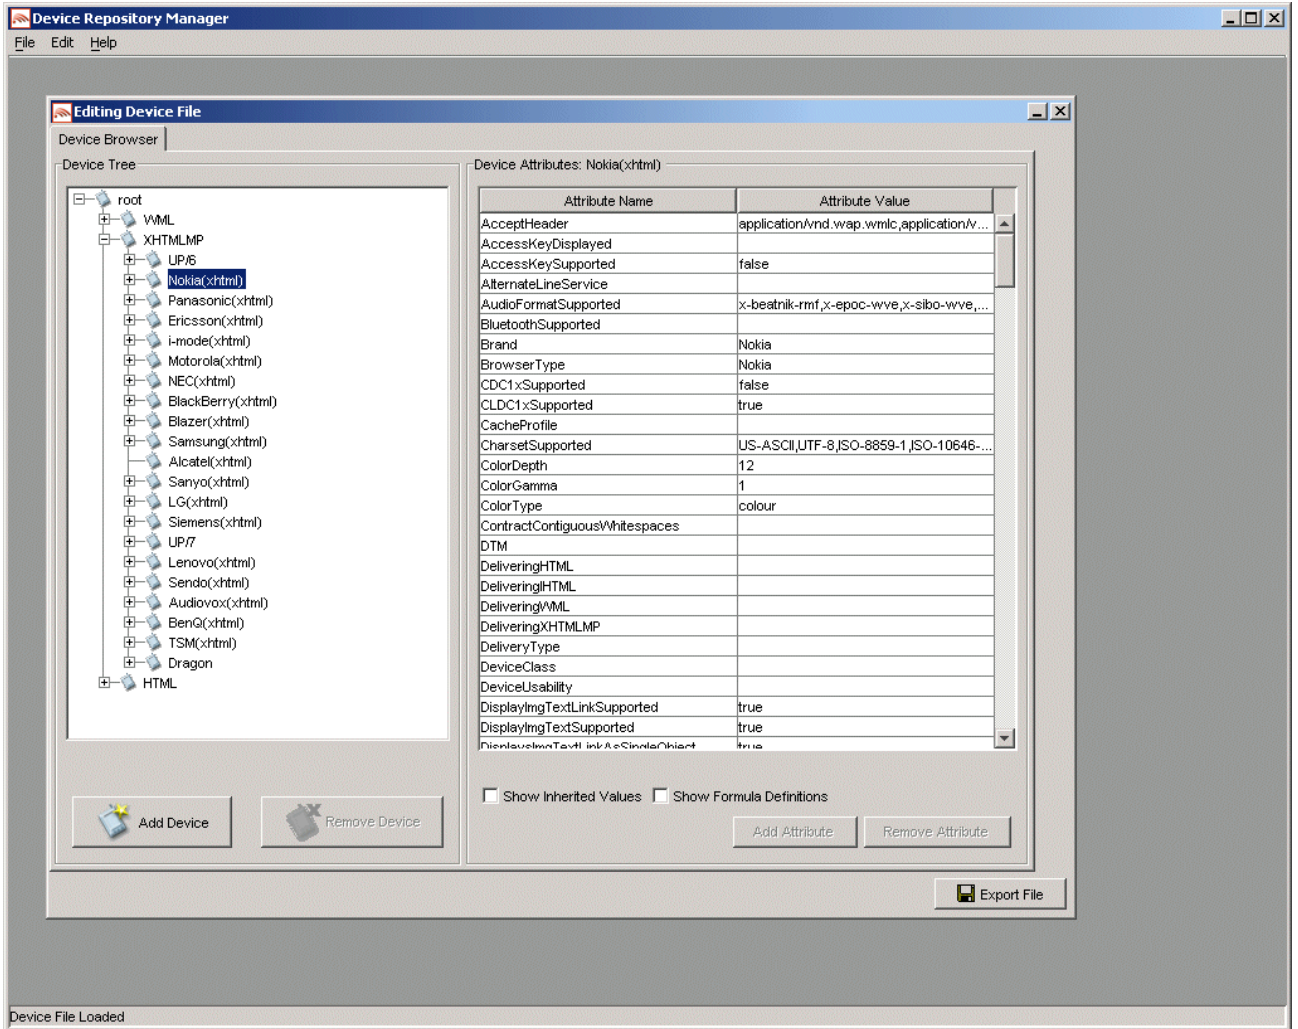 Device Repository Manager
File Edit Help
Editing Device File
Device Browser
Device Tree
root
WML
XHTMLMP
UP/6
Nokia(xhtml)
Panasonic(xhtml)
Ericsson(xhtml)
i-mode(xhtml)
Motorola(xhtml)
NEC(xhtml)
BlackBerry(xhtml)
Blazer(xhtml)
Samsung(xhtml)
Alcatel(xhtml)
Sanyo(xhtml)
LG(xhtml)
Siemens(xhtml)
UP/7
Lenovo(xhtml)
Sendo(xhtml)
Audiovox(xhtml)
BenQ(xhtml)
TSM(xhtml)
Dragon
HTML
Add Device
Remove Device
Device Attributes: Nokia(xhtml)
Attribute Name Attribute Value
AcceptHeader application/vnd.wap.wmlc,application/v...
AccessKeyDisplayed
AccessKeySupported false
AlternateLineService
AudioFormatSupported x-beatnik-rmf,x-epoc-wve,x-sibo-wve,...
BluetoothSupported
Brand Nokia
BrowserType Nokia
CDC1xSupported false
CLDC1xSupported true
CacheProfile
CharsetSupported US-ASCII,UTF-8,ISO-8859-1,ISO-10646-...
ColorDepth 12
ColorGamma 1
ColorType colour
ContractContiguousWhitespaces
DTM
DeliveringHTML
DeliveringIHTML
DeliveringWML
DeliveringXHTMLMP
DeliveryType
DeviceClass
DeviceUsability
DisplayImgTextLinkSupported true
DisplayImgTextSupported true
DisplaysImgTextLinkAsSingleObject true
Show Inherited Values Show Formula Definitions
Add Attribute Remove Attribute
Export File
Device File Loaded